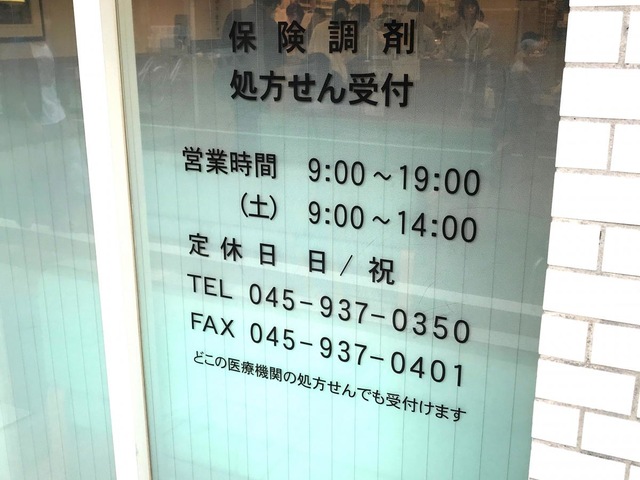 保険調剤
処方せん受付
営業時間 9:00～19:00
(土) 9:00～14:00
定休日 日/祝
TEL 045-937-0350
FAX 045-937-0401
どこの医療機関の処方せんでも受付けます